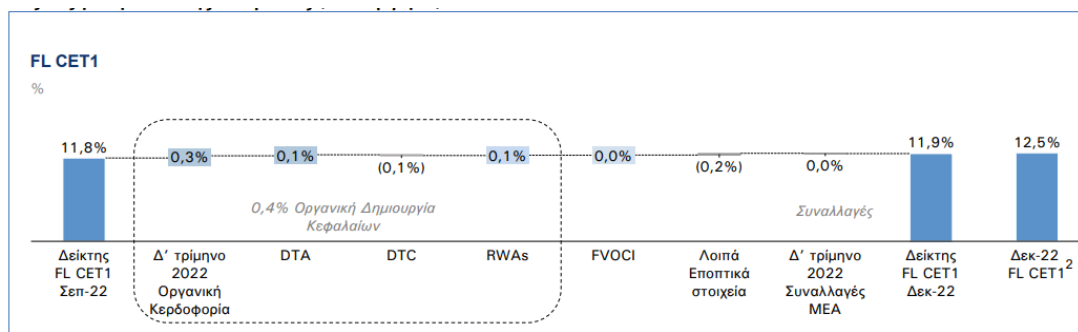 FL CET1
%
11,8%
0,3%
0,1%
(0,1%)
0,1%
0,0%
(0,2%)
0,0%
11,9%
12,5%
0,4% Οργανική Δημιουργία
Κεφαλαίων
Συναλλαγές
Δείκτης
FL CET1
Σεπ-22
Δ' τρίμηνο
2022
Οργανική
Κερδοφορία
DTA
DTC
RWAs
FVOCI
Λοιπά
Εποπτικά
στοιχεία
Δ' τρίμηνο
2022
Συναλλαγές
ΜΕΑ
Δείκτης
FL CET1
Δεκ-22
Δεκ-22
FL CET1²